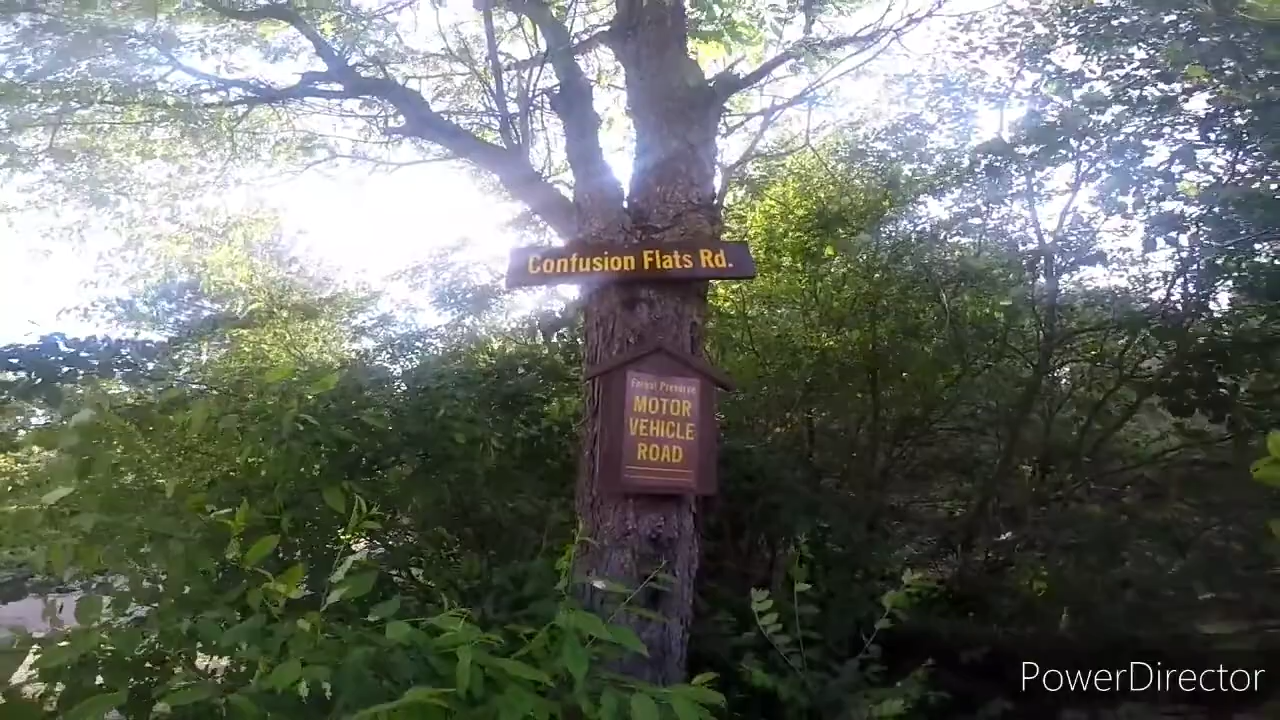 Confusion Flats Rd.
Forest Preserve
MOTOR
VEHICLE
ROAD
PowerDirector